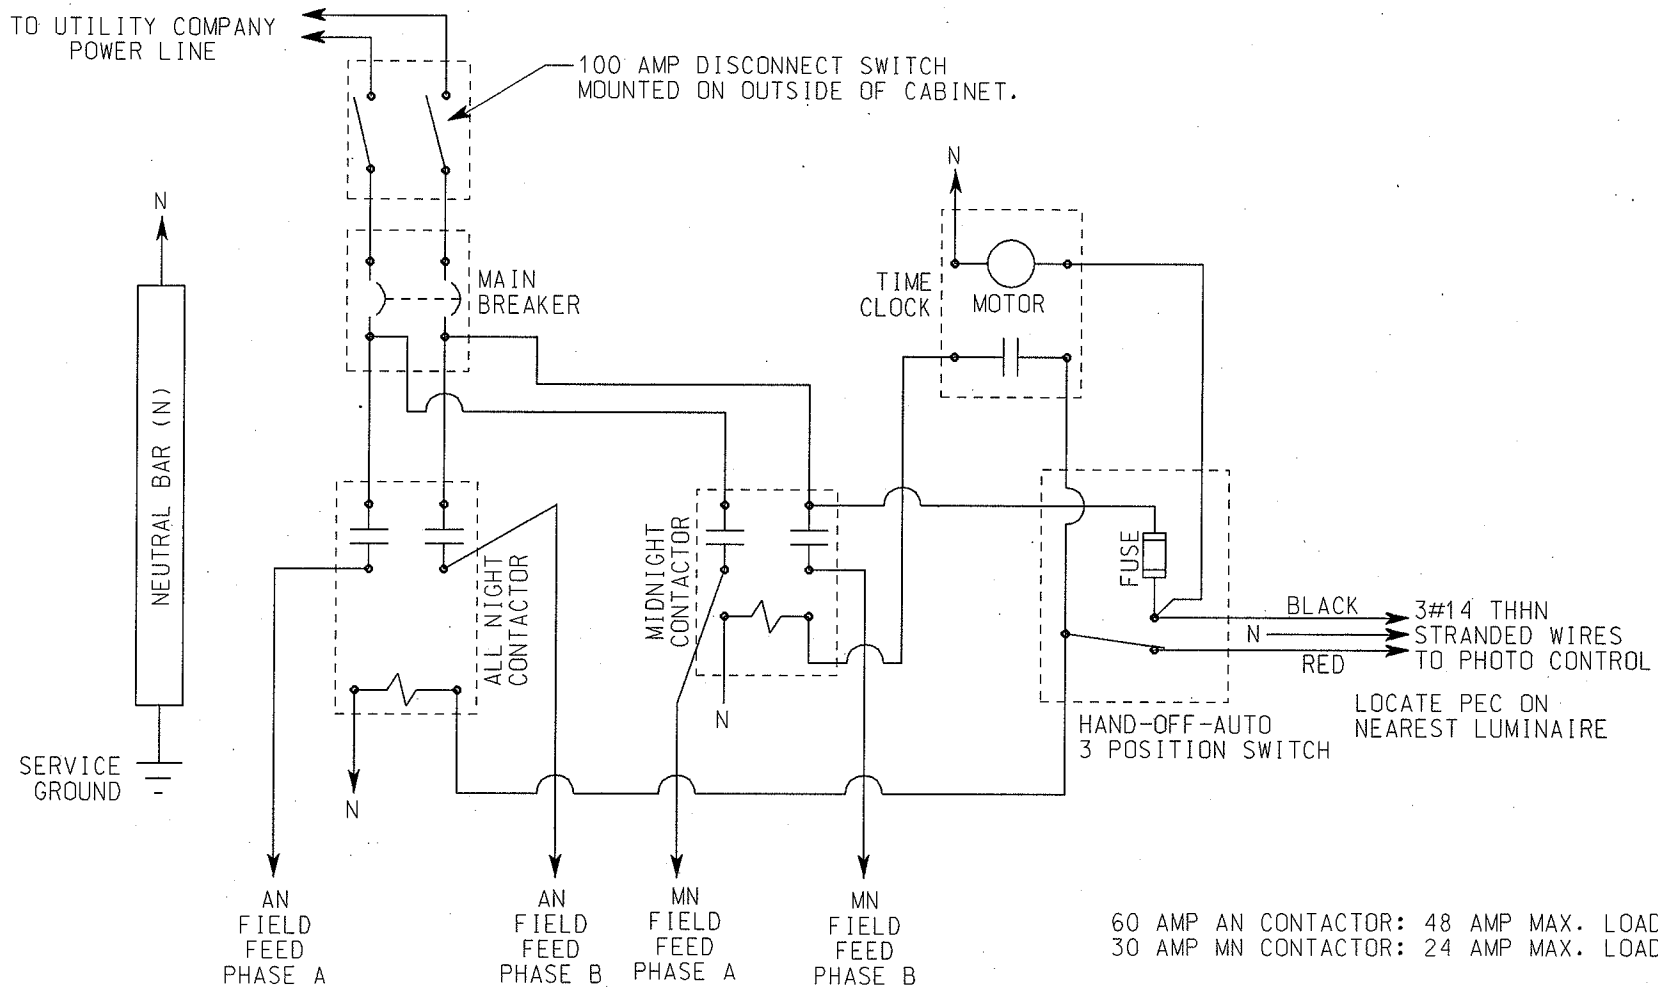 TO UTILITY COMPANY
POWER LINE
100 AMP DISCONNECT SWITCH
MOUNTED ON OUTSIDE OF CABINET.
N
N
MAIN
BREAKER
TIME
CLOCK
MOTOR
NEUTRAL BAR (N)
ALL NIGHT
CONTACTOR
MIDNIGHT
CONTACTOR
FUSE
BLACK
N
RED
3#14 THHN
STRANDED WIRES
TO PHOTO CONTROL
LOCATE PEC ON
NEAREST LUMINAIRE
HAND-OFF-AUTO
3 POSITION SWITCH
N
SERVICE
GROUND
N
AN
FIELD
FEED
PHASE A
AN
FIELD
FEED
PHASE B
MN
FIELD
FEED
PHASE A
MN
FIELD
FEED
PHASE B
60 AMP AN CONTACTOR: 48 AMP MAX. LOAD
30 AMP MN CONTACTOR: 24 AMP MAX. LOAD